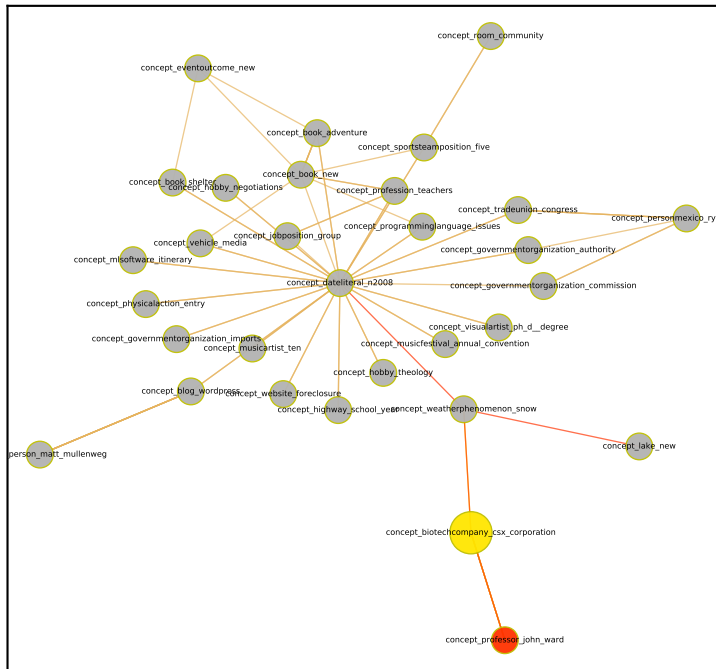 concept_room_community
concept_eventoutcome_new
concept_book_adventure
concept_sportsteamposition_five
concept_book_new
concept_book_shelter
concept_hobby_negotiations
concept_profession_teachers
concept_tradeunion_congress
concept_personmexico_ry
concept_programminglanguage_issues
concept_jobposition_group
concept_vehicle_media
concept_governmentorganization_authority
concept_mlsoftware_itinerary
concept_dateliteral_n2008
concept_governmentorganization_commission
concept_physicalaction_entry
concept_visualartist_ph_d__degree
concept_governmentorganization_imports
concept_musicfestival_annual_convention
concept_musicartist_ten
concept_hobby_theology
concept_blog_wordpress
concept_website_foreclosure
concept_highway_school_year
concept_weatherphenomenon_snow
concept_lake_new
person_matt_mullenweg
concept_biotechcompany_csx_corporation
concept_professor_john_ward